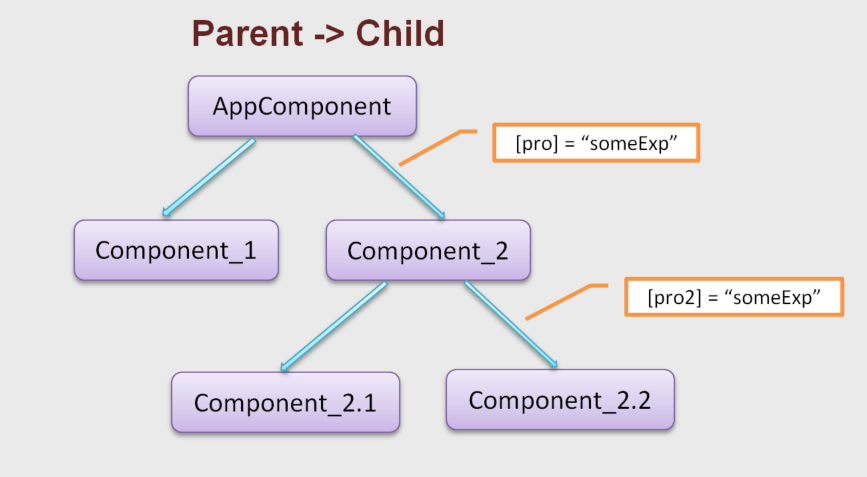 Parent -> Child
AppComponent
[pro] = “someExp”
Component_1
Component_2
[pro2] = “someExp”
Component_2.1
Component_2.2